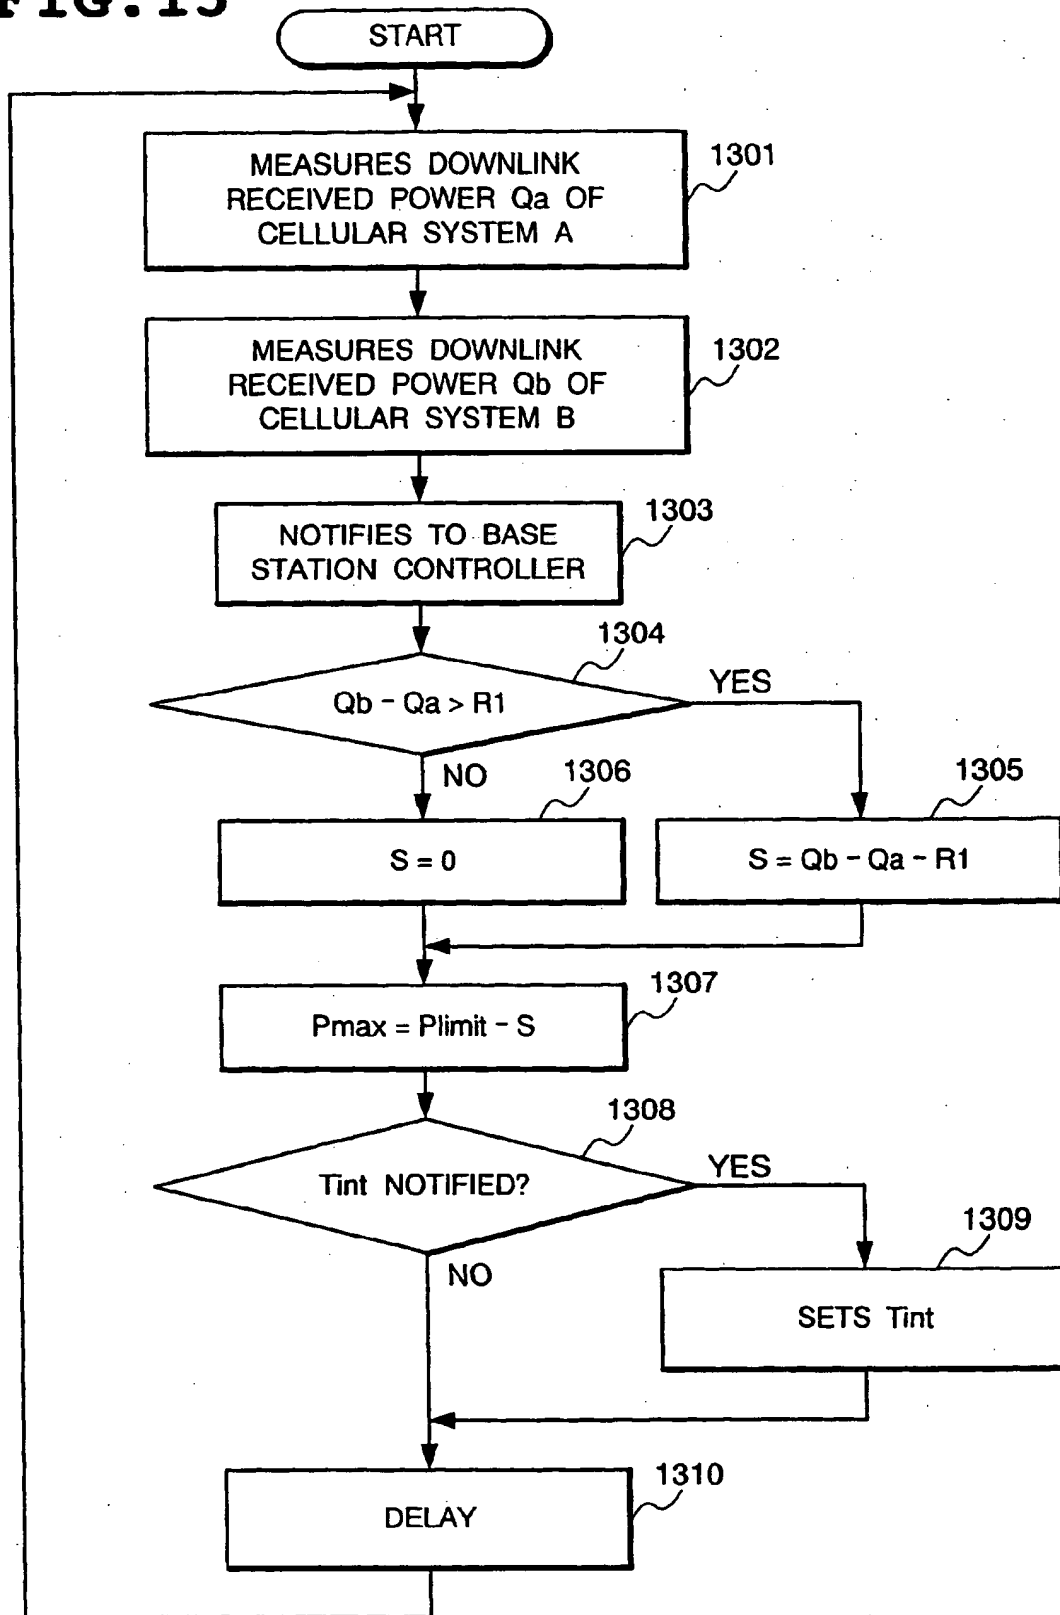 FIG.13
START
MEASURES DOWNLINK
RECEIVED POWER Qa OF
CELLULAR SYSTEM A
1301
MEASURES DOWNLINK
RECEIVED POWER Qb OF
CELLULAR SYSTEM B
1302
NOTIFIES TO BASE
STATION CONTROLLER
1303
1304
Qb - Qa > R1
YES
NO
1306
1305
S = 0
S = Qb - Qa - R1
1307
Pmax = Plimit - S
1308
Tint NOTIFIED?
YES
NO
1309
SETS Tint
1310
DELAY